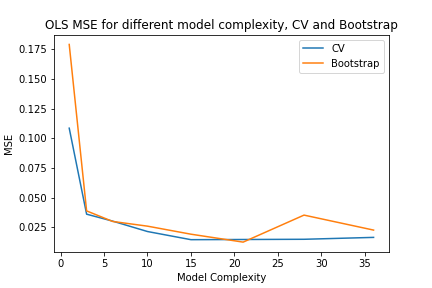 OLS MSE for different model complexity, CV and Bootstrap
CV
Bootstrap
MSE
0.175
0.150
0.125
0.100
0.075
0.050
0.025
0 5 10 15 20 25 30 35
Model Complexity